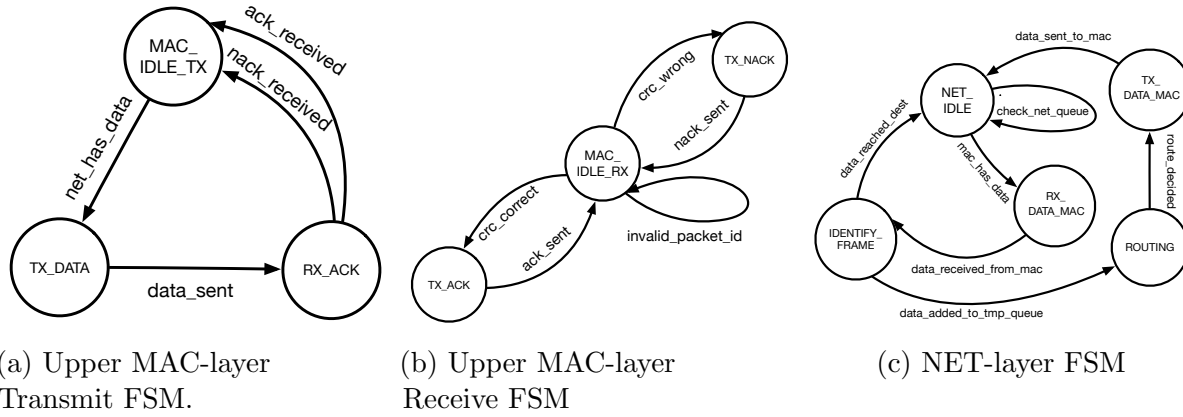 ack_received
MAC_
IDLE_TX
nack_received
net_has_data
TX_DATA
RX_ACK
data_sent
(a) Upper MAC-layer
Transmit FSM.
TX_NACK
crc_wrong
nack_sent
MAC_
IDLE_RX
crc_correct
ack_sent
invalid_packet_id
TX_ACK
(b) Upper MAC-layer
Receive FSM
data_sent_to_mac
TX_
DATA_MAC
NET_
IDLE
check_net_queue
data_reached_dest
mac_has_data
route_decided
RX_
DATA_MAC
IDENTIFY_
FRAME
ROUTING
data_received_from_mac
data_added_to_tmp_queue
(c) NET-layer FSM